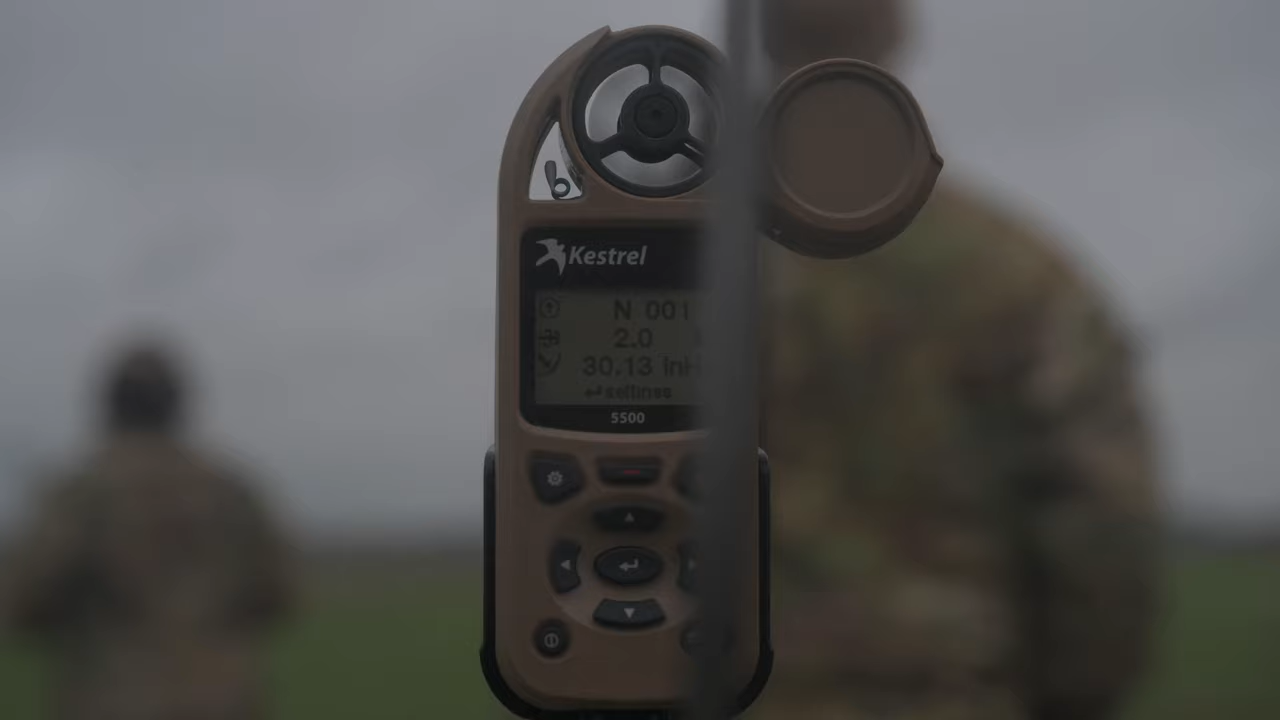 Kestrel
N 001
2.0
30.13 inH
↵ settings
5500